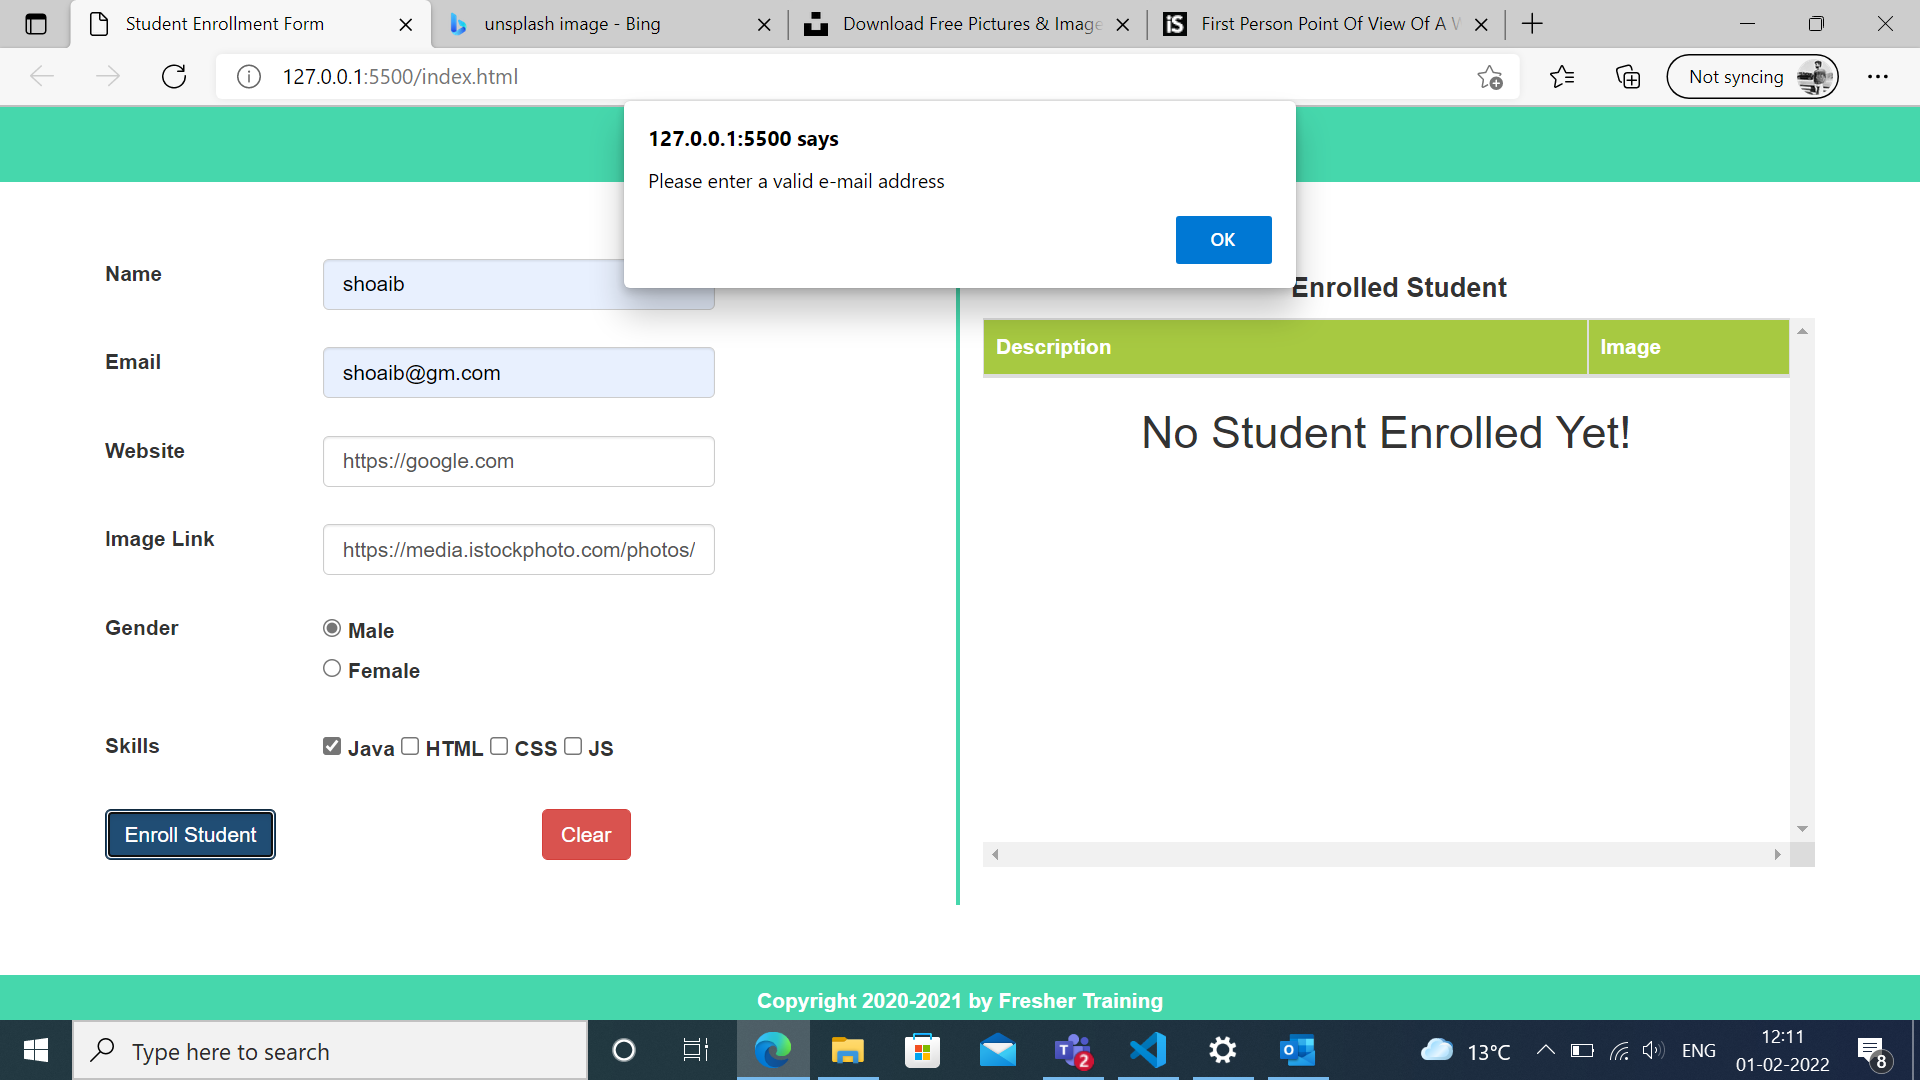 Student Enrollment Form
unsplash image - Bing
Download Free Pictures & Image
First Person Point Of View Of A
127.0.0.1:5500/index.html
Not syncing
127.0.0.1:5500 says
Please enter a valid e-mail address
OK
Name
shoaib
Email
shoaib@gm.com
Website
https://google.com
Image Link
https://media.istockphoto.com/photos/
Gender
Male
Female
Skills
Java HTML CSS JS
Enroll Student
Clear
Enrolled Student
Description
Image
No Student Enrolled Yet!
Copyright 2020-2021 by Fresher Training
Type here to search
2
13°C
ENG
12:11
01-02-2022
8